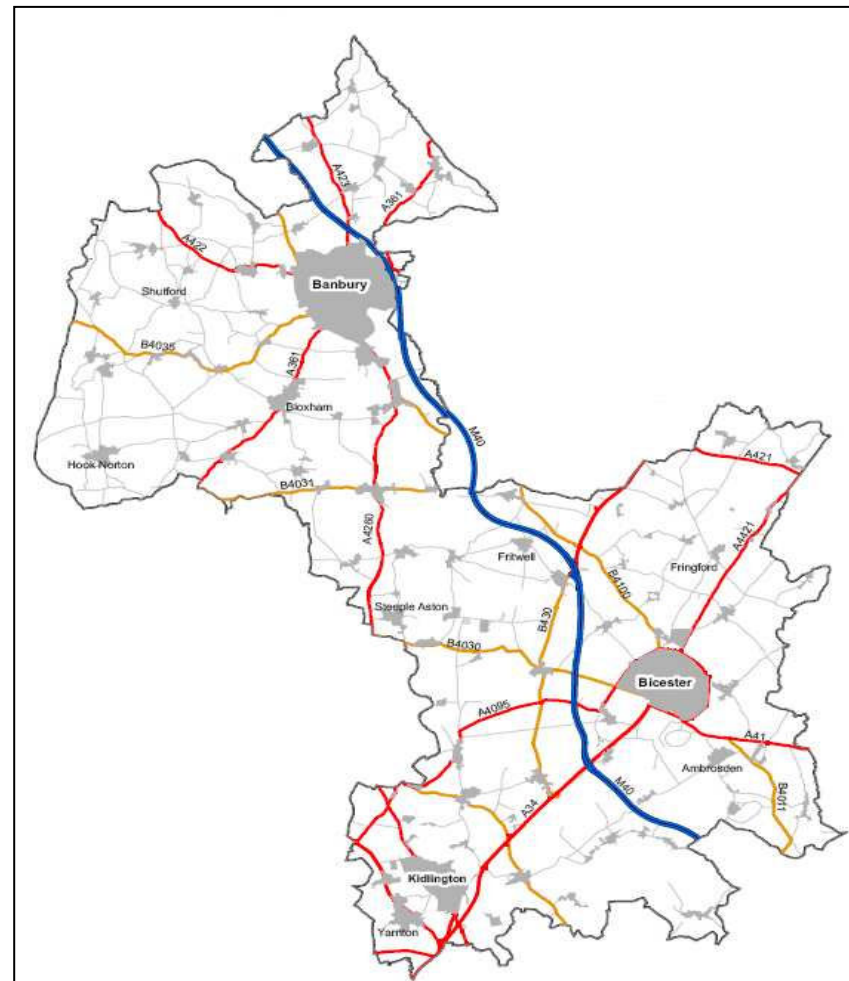 A423
A361
A422
Banbury
Shutford
B4035
A361
Bloxham
M40
Hook Norton
A421
B4031
A4260
A4421
Fritwell
Fringford
B4100
Steeple Aston
B430
B4030
Bicester
A4095
A41
Ambrosden
M40
B4011
A34
Kidlington
Yarnton